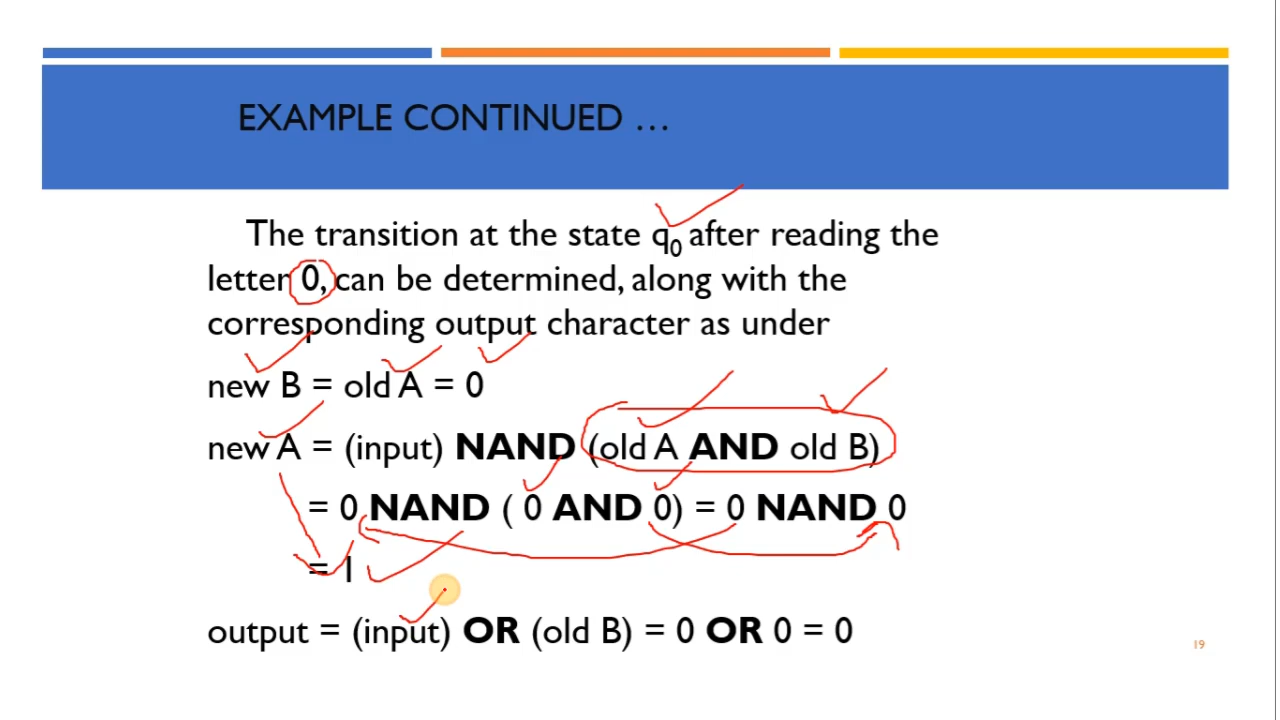 EXAMPLE CONTINUED …
The transition at the state q₀ after reading the
letter 0, can be determined, along with the
corresponding output character as under
new B = old A = 0
new A = (input) NAND (old A AND old B)
= 0 NAND ( 0 AND 0) = 0 NAND 0
= 1
output = (input) OR (old B) = 0 OR 0 = 0
19